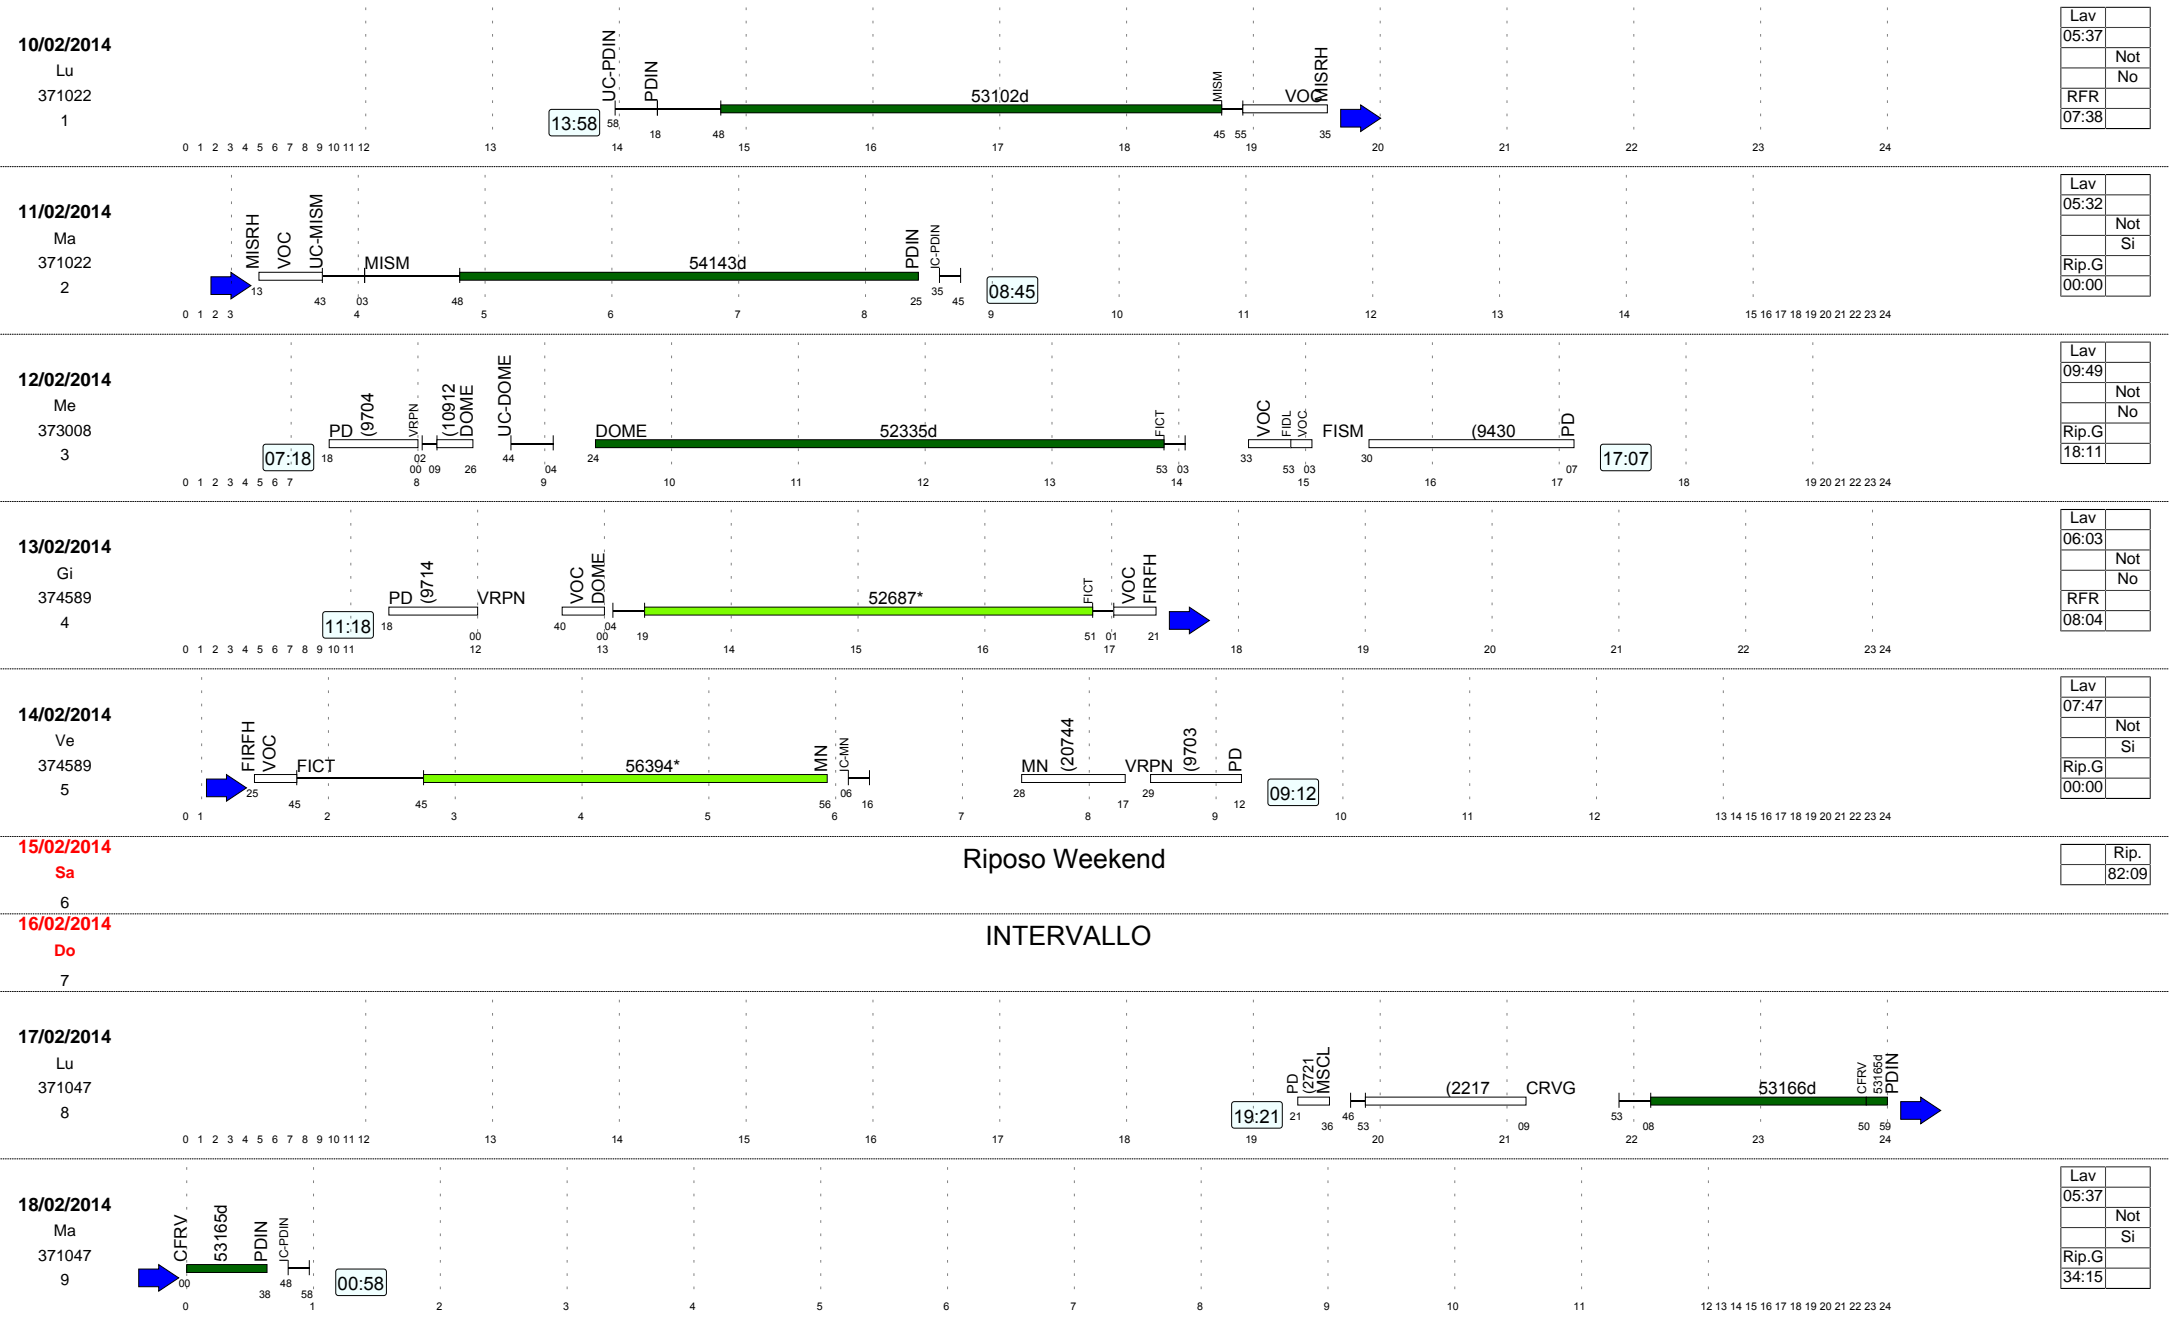 10/02/2014
Lu
371022
1
13:58
UC-PDIN PDIN 53102d MISM VOC MISRH
58 18 48 45 55 35
0 1 2 3 4 5 6 7 8 9 10 11 12 13 14 15 16 17 18 19 20 21 22 23 24
Lav
05:37
Not
No
RFR
07:38
11/02/2014
Ma
371022
2
MISRH VOC UC-MISM MISM 54143d PDIN
13 43 03 48 25 35 45
08:45
0 1 2 3 4 5 6 7 8 9 10 11 12 13 14 15 16 17 18 19 20 21 22 23 24
Lav
05:32
Not
Si
Rip.G
00:00
12/02/2014
Me
373008
3
07:18
PD (9704 VRPN (10912 DOME UC-DOME DOME 52335d FICT VOC FIDL VOC FISM (9430 PD
18 00 02 09 26 44 04 24 53 03 33 53 03 30 07
17:07
0 1 2 3 4 5 6 7 8 9 10 11 12 13 14 15 16 17 18 19 20 21 22 23 24
Lav
09:49
Not
No
Rip.G
18:11
13/02/2014
Gi
374589
4
11:18
PD (9714 VRPN VOC DOME 52687* FICT VOC FIRFH
18 00 40 00 04 19 51 01 21
0 1 2 3 4 5 6 7 8 9 10 11 12 13 14 15 16 17 18 19 20 21 22 23 24
Lav
06:03
Not
No
RFR
08:04
14/02/2014
Ve
374589
5
FIRFH VOC FICT 56394* MN MN (20744 VRPN (9703 PD
25 45 45 56 06 16 28 17 29 12
09:12
0 1 2 3 4 5 6 7 8 9 10 11 12 13 14 15 16 17 18 19 20 21 22 23 24
Lav
07:47
Not
Si
Rip.G
00:00
15/02/2014
Sa
6
Riposo Weekend
Rip.
82:09
16/02/2014
Do
7
INTERVALLO
17/02/2014
Lu
371047
8
19:21
PD (2721 MSCL (2217 CRVG 53166d CFRV 53165d PDIN
21 36 46 53 09 53 08 50 59
0 1 2 3 4 5 6 7 8 9 10 11 12 13 14 15 16 17 18 19 20 21 22 23 24
18/02/2014
Ma
371047
9
CFRV 53165d PDIN
00 38 48 58
00:58
0 1 2 3 4 5 6 7 8 9 10 11 12 13 14 15 16 17 18 19 20 21 22 23 24
Lav
05:37
Not
Si
Rip.G
34:15